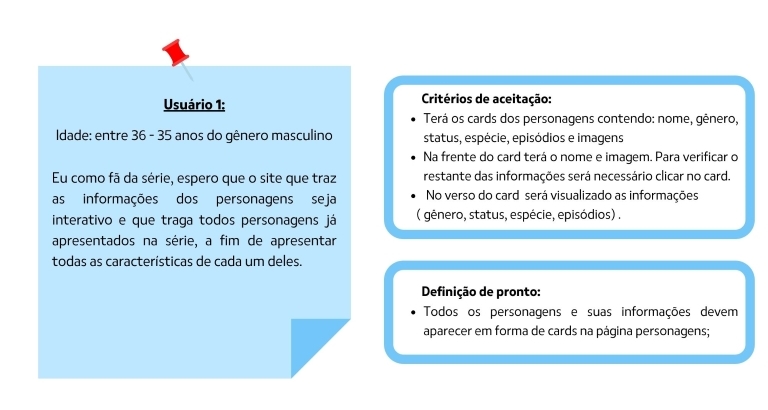 Usuário 1:
Idade: entre 36 - 35 anos do gênero masculino
Eu como fã da série, espero que o site que traz
as informações dos personagens seja
interativo e que traga todos personagens já
apresentados na série, a fim de apresentar
todas as características de cada um deles.
Critérios de aceitação:
• Terá os cards dos personagens contendo: nome, gênero,
status, espécie, episódios e imagens
• Na frente do card terá o nome e imagem. Para verificar o
restante das informações será necessário clicar no card.
• No verso do card será visualizado as informações
( gênero, status, espécie, episódios) .
Definição de pronto:
• Todos os personagens e suas informações devem
aparecer em forma de cards na página personagens;